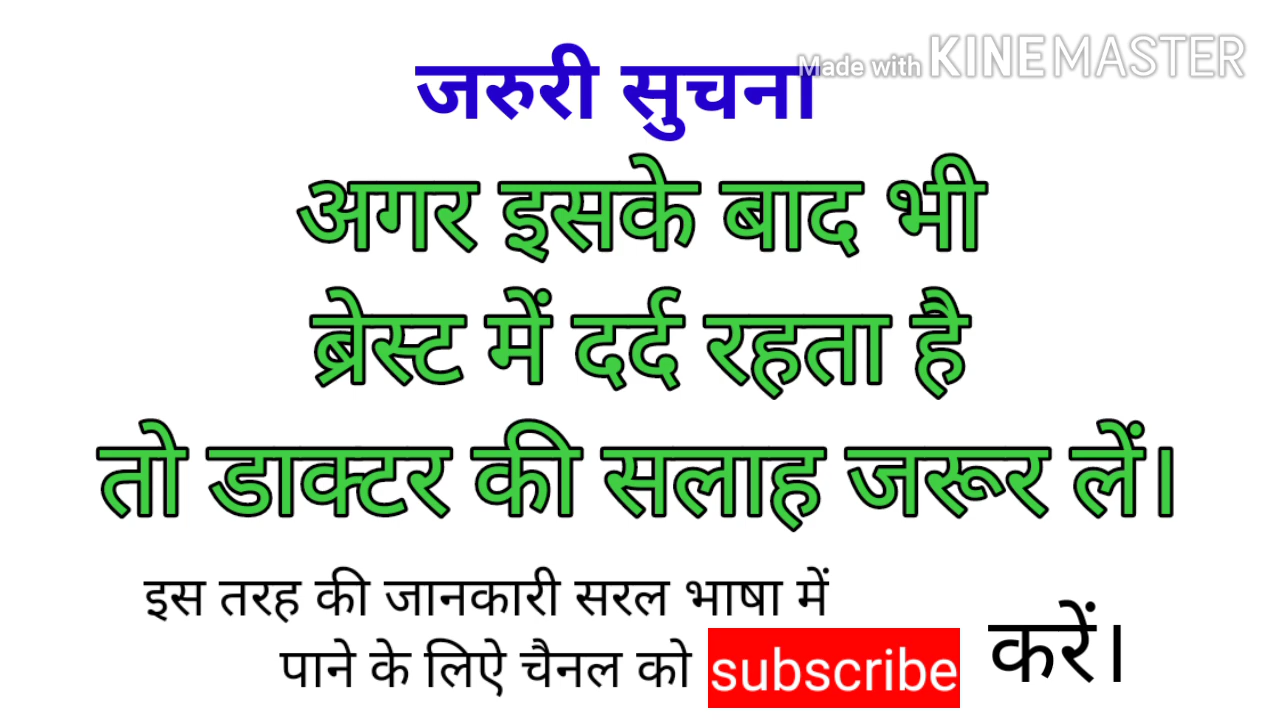 Made with KINEMASTER
जरुरी सुचना
अगर इसके बाद भी
ब्रेस्ट में दर्द रहता है
तो डाक्टर की सलाह जरूर लें।
इस तरह की जानकारी सरल भाषा में
पाने के लिऐ चैनल को subscribe करें।